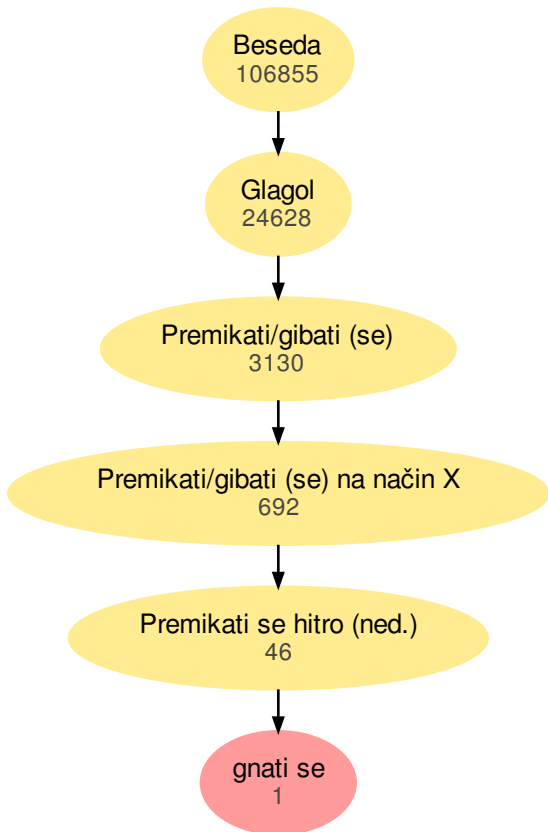 Beseda
106855
Glagol
24628
Premikati/gibati (se)
3130
Premikati/gibati (se) na način X
692
Premikati se hitro (ned.)
46
gnati se
1